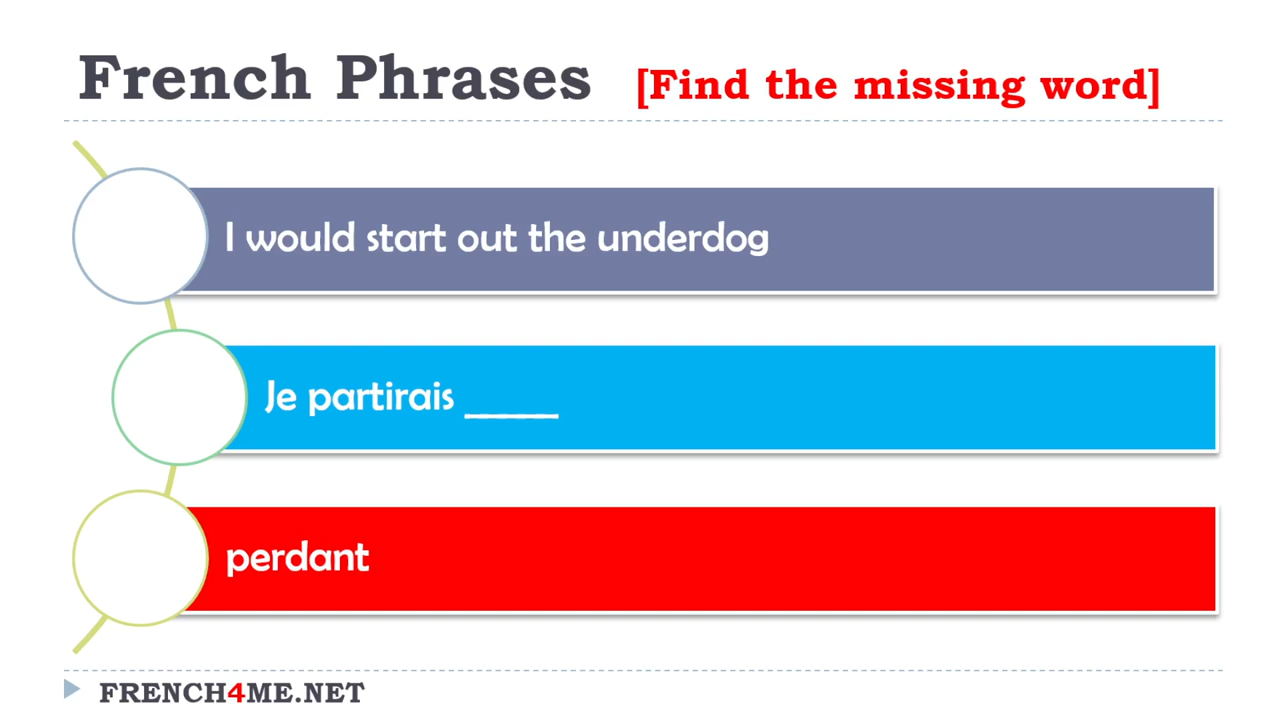 French Phrases [Find the missing word]
I would start out the underdog
Je partirais _____
perdant
FRENCH4ME.NET